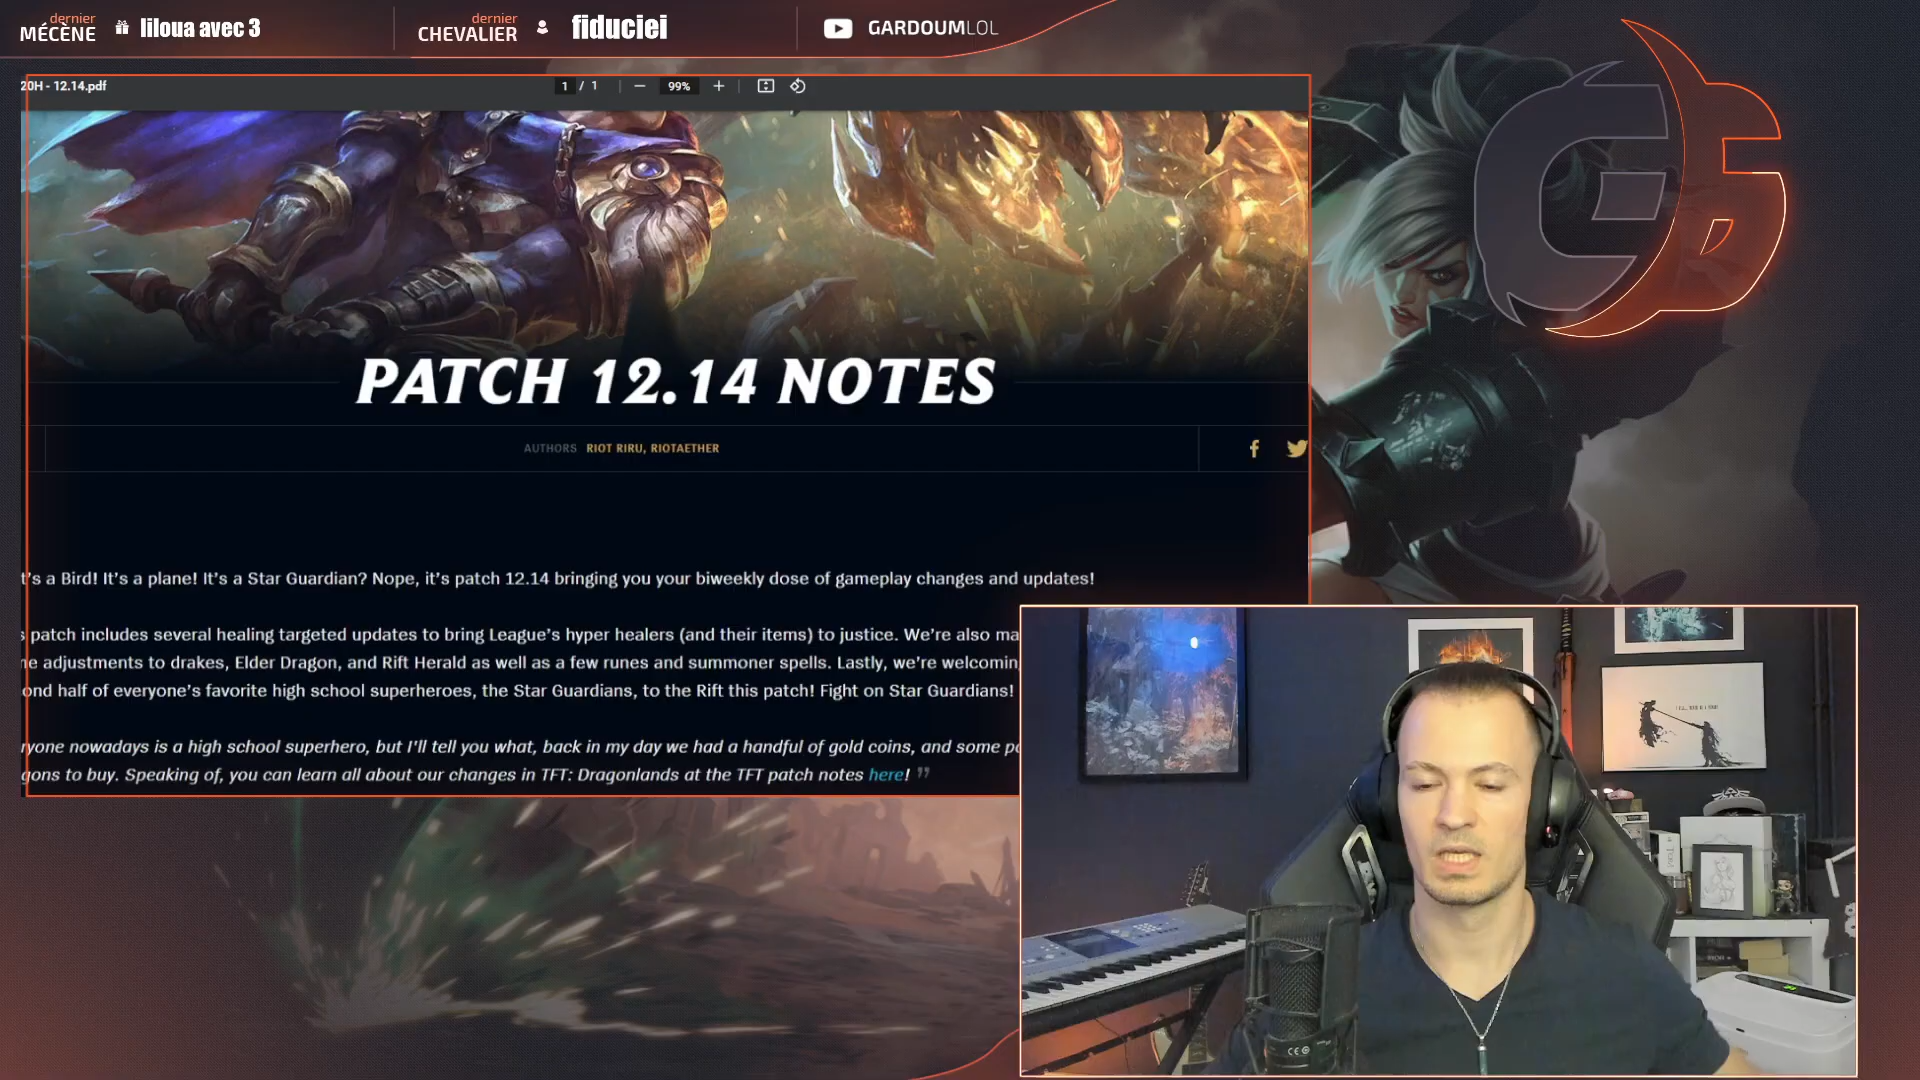 dernier
MÉCÈNE
liloua avec 3
dernier
CHEVALIER
fiduciei
GARDOUMLOL
20H - 12.14.pdf
1 / 1
99%
PATCH 12.14 NOTES
AUTHORS RIOT RIRU, RIOTAETHER
t's a Bird! It's a plane! It's a Star Guardian? Nope, it's patch 12.14 bringing you your biweekly dose of gameplay changes and updates!
s patch includes several healing targeted updates to bring League's hyper healers (and their items) to justice. We're also ma
e adjustments to drakes, Elder Dragon, and Rift Herald as well as a few runes and summoner spells. Lastly, we're welcomin
ond half of everyone's favorite high school superheroes, the Star Guardians, to the Rift this patch! Fight on Star Guardians!
ryone nowadays is a high school superhero, but I'll tell you what, back in my day we had a handful of gold coins, and some po
gons to buy. Speaking of, you can learn all about our changes in TFT: Dragonlands at the TFT patch notes here! ”